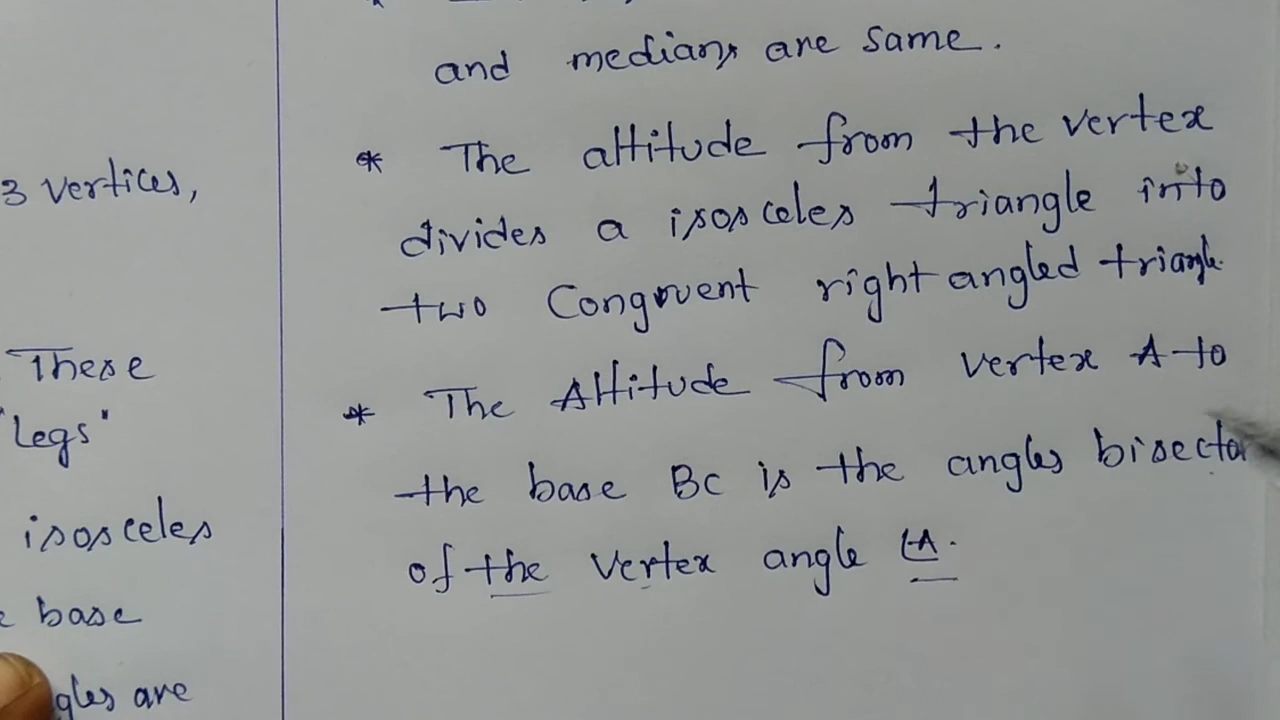 3 vertices,
These
"legs"
isosceles
base
gles are
and medians are same.
* The altitude from the vertex
divides a isosceles triangle into
two Congruent right angled triangle.
* The Altitude from vertex A to
the base BC is the angles bisector
of the vertex angle ∠A.